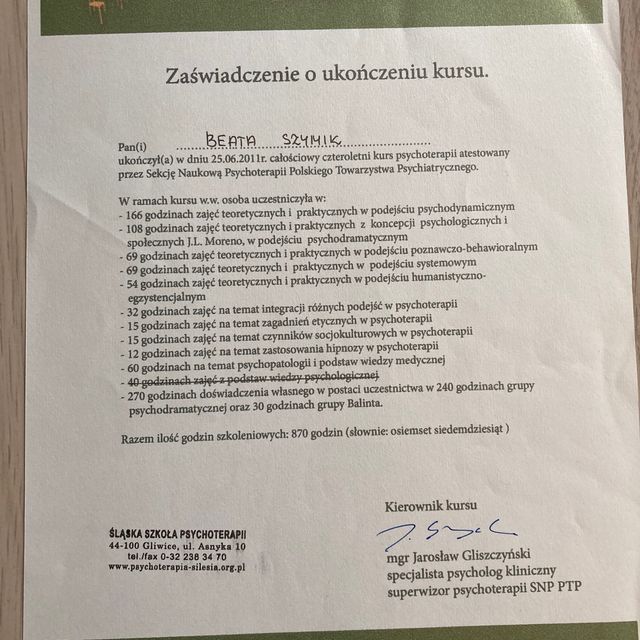 Zaświadczenie o ukończeniu kursu.
Pan(i) BEATA SZYMIK
ukończył(a) w dniu 25.06.2011r. całościowy czteroletni kurs psychoterapii atestowany
przez Sekcję Naukową Psychoterapii Polskiego Towarzystwa Psychiatrycznego.
W ramach kursu w.w. osoba uczestniczyła w:
- 166 godzinach zajęć teoretycznych i praktycznych w podejściu psychodynamicznym
- 108 godzinach zajęć teoretycznych i praktycznych z koncepcji psychologicznych i
społecznych J.L. Moreno, w podejściu psychodramatycznym
- 69 godzinach zajęć teoretycznych i praktycznych w podejściu poznawczo-behawioralnym
- 69 godzinach zajęć teoretycznych i praktycznych w podejściu systemowym
- 54 godzinach zajęć teoretycznych i praktycznych w podejściu humanistyczno-
egzystencjalnym
- 32 godzinach zajęć na temat integracji różnych podejść w psychoterapii
- 15 godzinach zajęć na temat zagadnień etycznych w psychoterapii
- 15 godzinach zajęć na temat czynników socjokulturowych w psychoterapii
- 12 godzinach zajęć na temat zastosowania hipnozy w psychoterapii
- 60 godzinach na temat psychopatologii i podstaw wiedzy medycznej
- 40 godzinach zajęć z podstaw wiedzy psychologicznej
- 270 godzinach doświadczenia własnego w postaci uczestnictwa w 240 godzinach grupy
psychodramatycznej oraz 30 godzinach grupy Balinta.
Razem ilość godzin szkoleniowych: 870 godzin (słownie: osiemset siedemdziesiąt )
Kierownik kursu
mgr Jarosław Gliszczyński
specjalista psycholog kliniczny
superwizor psychoterapii SNP PTP
ŚLĄSKA SZKOŁA PSYCHOTERAPII
44-100 Gliwice, ul. Asnyka 10
tel./fax 0-32 238 34 70
www.psychoterapia-silesia.org.pl